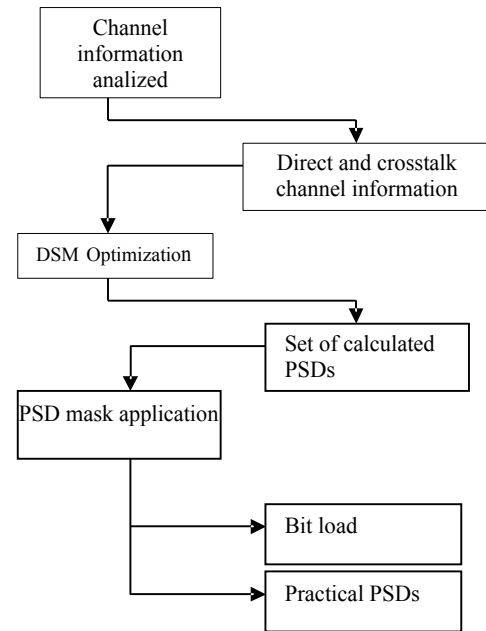 Channel
information
analized
Direct and crosstalk
channel information
DSM Optimization
Set of calculated
PSDs
PSD mask application
Bit load
Practical PSDs